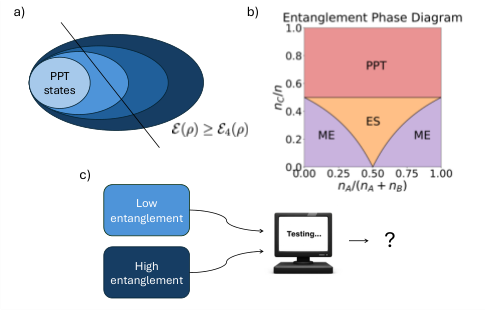 a)
PPT
states
ℰ(ρ) ≥ ℰ₄(ρ)
b)
Entanglement Phase Diagram
1.0
0.8
0.6
0.4
0.2
0.0
n_C/n
PPT
ES
ME
ME
0.00
0.25
0.50
0.75
1.00
n_A/(n_A + n_B)
c)
Low
entanglement
High
entanglement
Testing...
?